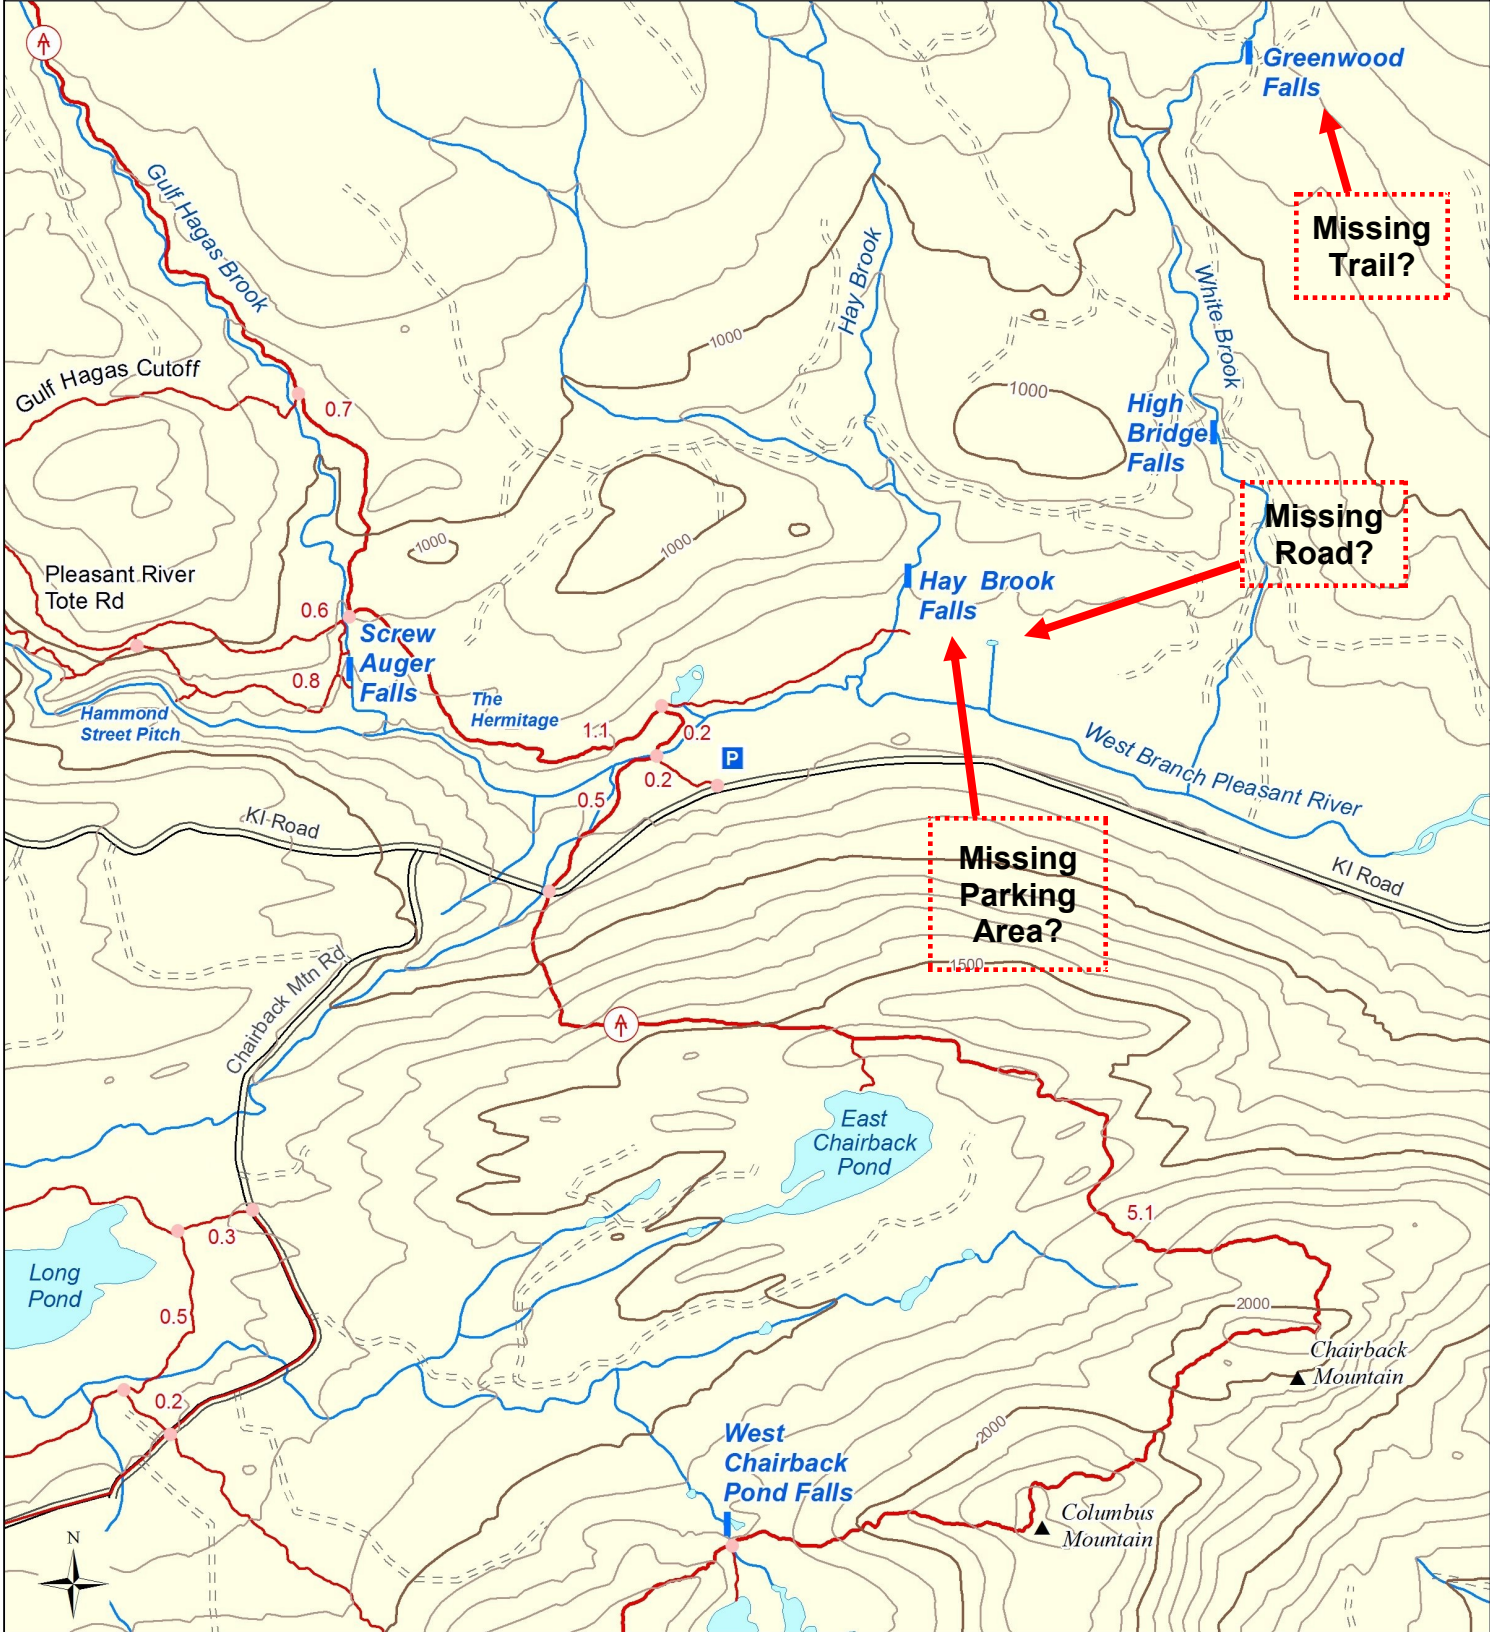 Greenwood
Falls
Missing
Trail?
Gulf Hagas Brook
Hay Brook
White Brook
1000
Gulf Hagas Cutoff
0.7
1000
High
Bridge
Falls
Missing
Road?
1000
1000
Pleasant River
Tote Rd
0.6
Hay Brook
Falls
Screw
Auger
Falls
0.8
Hammond
Street Pitch
The
Hermitage
1.1
0.2
P
0.2
0.5
West Branch Pleasant River
KI Road
Missing
Parking
Area?
KI Road
1500
Chairback Mtn Rd
East
Chairback
Pond
5.1
0.3
Long
Pond
0.5
2000
Chairback
Mountain
0.2
West
Chairback
Pond Falls
2000
Columbus
Mountain
N